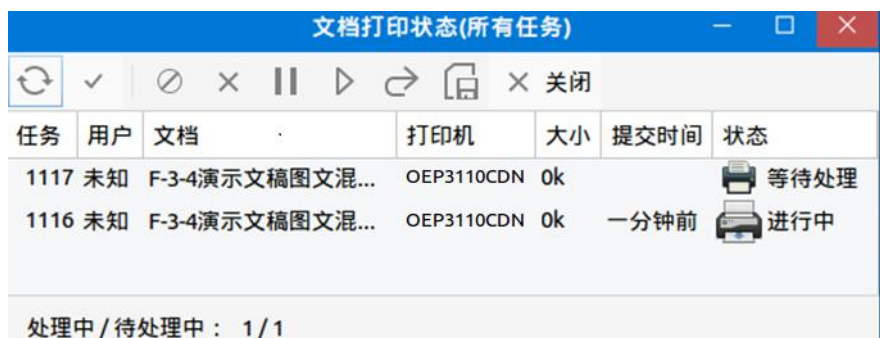 文档打印状态(所有任务)
关闭
任务 用户 文档 打印机 大小 提交时间 状态
1117 未知 F-3-4演示文稿图文混... OEP3110CDN 0k 等待处理
1116 未知 F-3-4演示文稿图文混... OEP3110CDN 0k 一分钟前 进行中
处理中 / 待处理中： 1 / 1